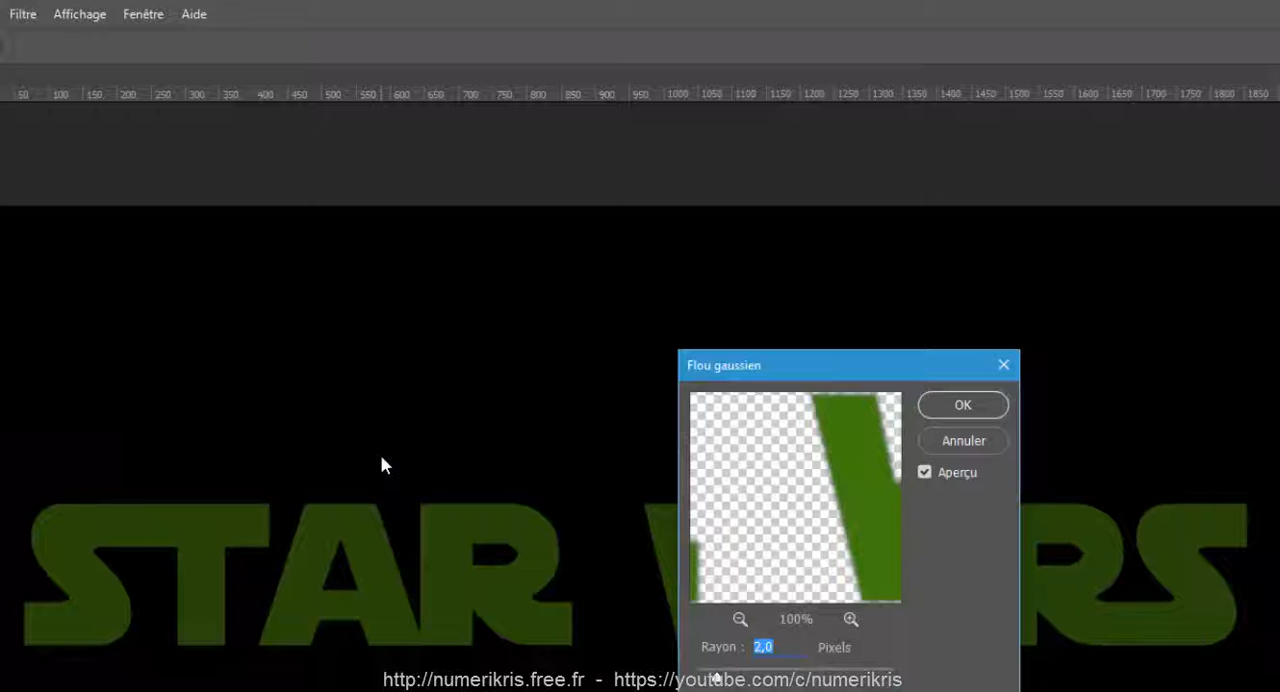 Filtre Affichage Fenêtre Aide
50 100 150 200 250 300 350 400 450 500 550 600 650 700 750 800 850 900 950 1000 1050 1100 1150 1200 1250 1300 1350 1400 1450 1500 1550 1600 1650 1700 1750 1800 1850
Flou gaussien
OK
Annuler
Aperçu
STAR W RS
100%
Rayon : 2,0 Pixels
http://numerikris.free.fr - https://youtube.com/c/numerikris